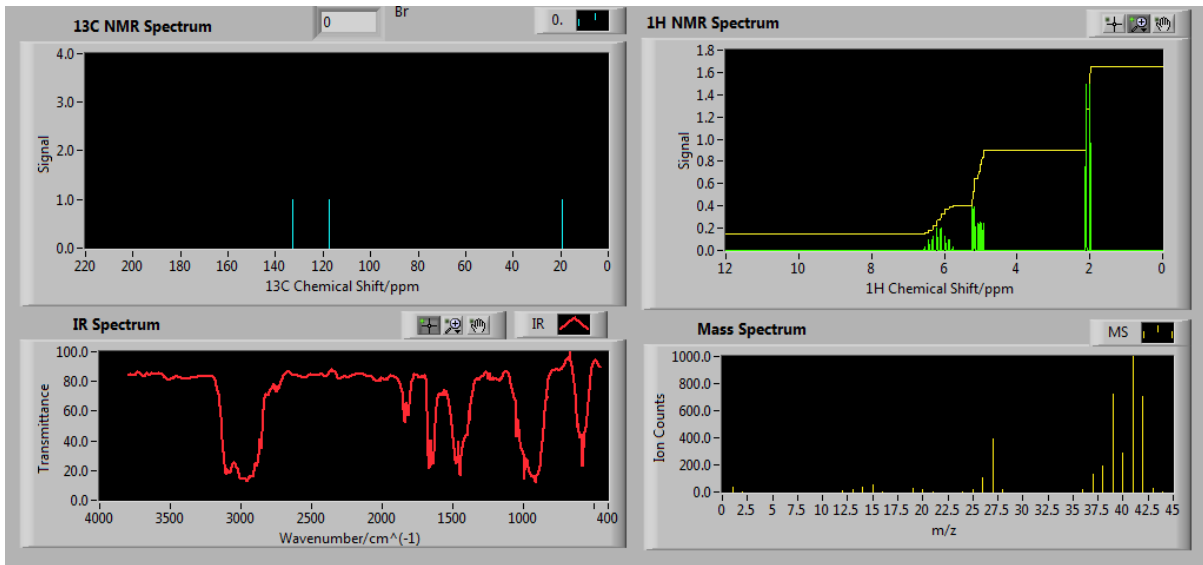 13C NMR Spectrum
0
Br
0.
Signal
4.0
3.0
2.0
1.0
0.0
220 200 180 160 140 120 100 80 60 40 20 0
13C Chemical Shift/ppm
1H NMR Spectrum
Signal
1.8
1.6
1.4
1.2
1.0
0.8
0.6
0.4
0.2
0.0
12 10 8 6 4 2 0
1H Chemical Shift/ppm
IR Spectrum
IR
Transmittance
100.0
80.0
60.0
40.0
20.0
0.0
4000 3000 2000 1000 400
Wavenumber/cm^(-1)
Mass Spectrum
MS
Ion Counts
1000.0
800.0
600.0
400.0
200.0
0.0
0 2.5 5 7.5 10 12.5 15 17.5 20 22.5 25 27.5 30 32.5 35 37.5 40 42.5 45
m/z